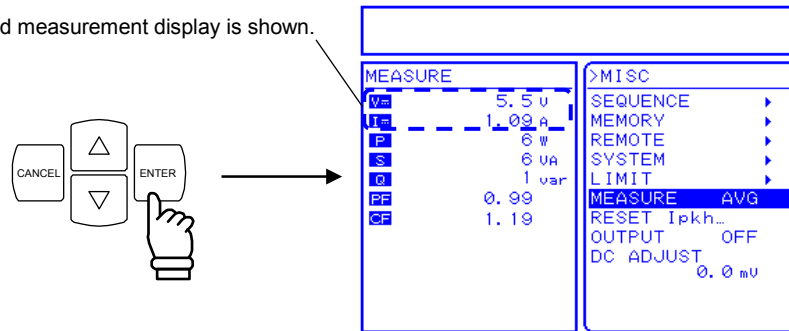 d measurement display is shown.
CANCEL
ENTER
MEASURE
V= 5.5 V
I= 1.09 A
P 6 W
S 6 VA
Q 1 var
PF 0.99
CF 1.19
>MISC
SEQUENCE
MEMORY
REMOTE
SYSTEM
LIMIT
MEASURE AVG
RESET Ipkh…
OUTPUT OFF
DC ADJUST
0.0 mV